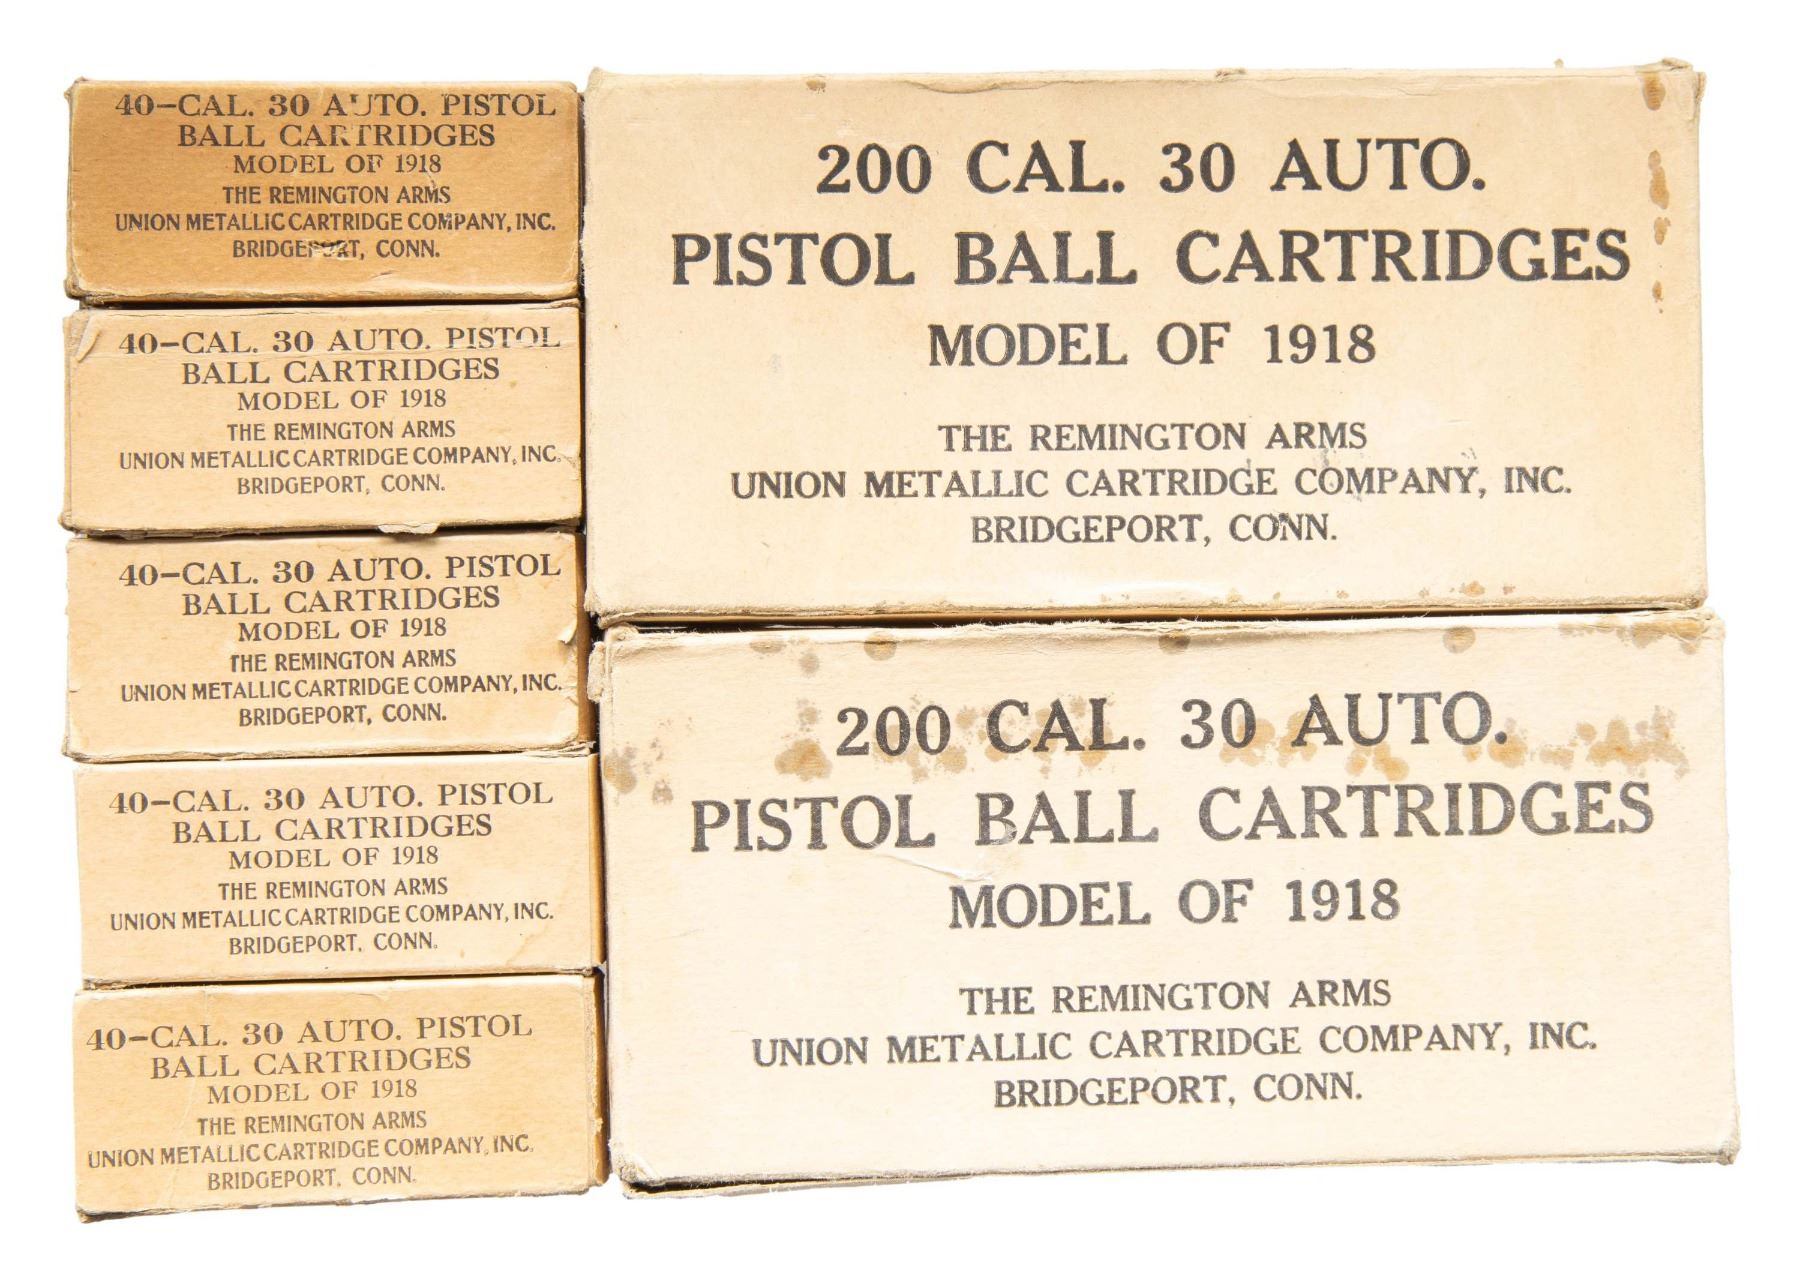 40-CAL. 30 AUTO. PISTOL
BALL CARTRIDGES
MODEL OF 1918
THE REMINGTON ARMS
UNION METALLIC CARTRIDGE COMPANY, INC.
BRIDGEPORT, CONN.
40-CAL. 30 AUTO. PISTOL
BALL CARTRIDGES
MODEL OF 1918
THE REMINGTON ARMS
UNION METALLIC CARTRIDGE COMPANY, INC.
BRIDGEPORT, CONN.
40-CAL. 30 AUTO. PISTOL
BALL CARTRIDGES
MODEL OF 1918
THE REMINGTON ARMS
UNION METALLIC CARTRIDGE COMPANY, INC.
BRIDGEPORT, CONN.
40-CAL. 30 AUTO. PISTOL
BALL CARTRIDGES
MODEL OF 1918
THE REMINGTON ARMS
UNION METALLIC CARTRIDGE COMPANY, INC.
BRIDGEPORT, CONN.
40-CAL. 30 AUTO. PISTOL
BALL CARTRIDGES
MODEL OF 1918
THE REMINGTON ARMS
UNION METALLIC CARTRIDGE COMPANY, INC.
BRIDGEPORT, CONN.
200 CAL. 30 AUTO.
PISTOL BALL CARTRIDGES
MODEL OF 1918
THE REMINGTON ARMS
UNION METALLIC CARTRIDGE COMPANY, INC.
BRIDGEPORT, CONN.
200 CAL. 30 AUTO.
PISTOL BALL CARTRIDGES
MODEL OF 1918
THE REMINGTON ARMS
UNION METALLIC CARTRIDGE COMPANY, INC.
BRIDGEPORT, CONN.